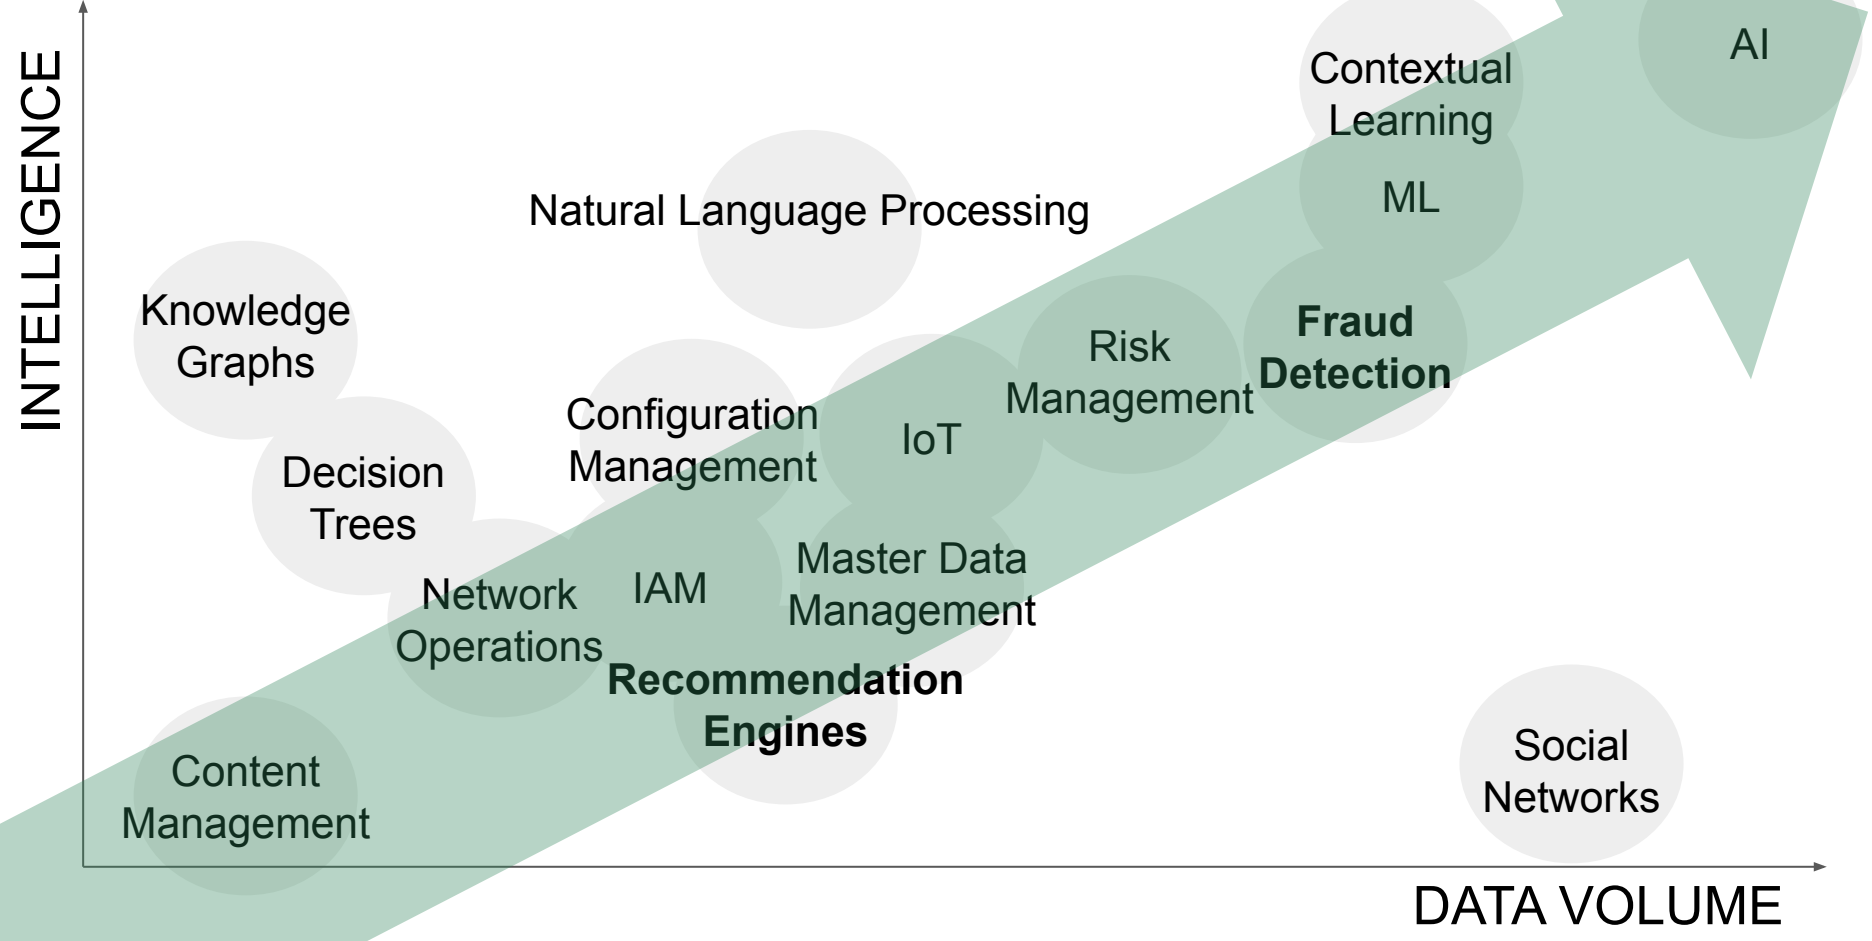 INTELLIGENCE
AI
Contextual
Learning
ML
Natural Language Processing
Knowledge
Graphs
Fraud
Detection
Risk
Management
Configuration
Management
IoT
Decision
Trees
Master Data
Management
IAM
Network
Operations
Recommendation
Engines
Social
Networks
Content
Management
DATA VOLUME